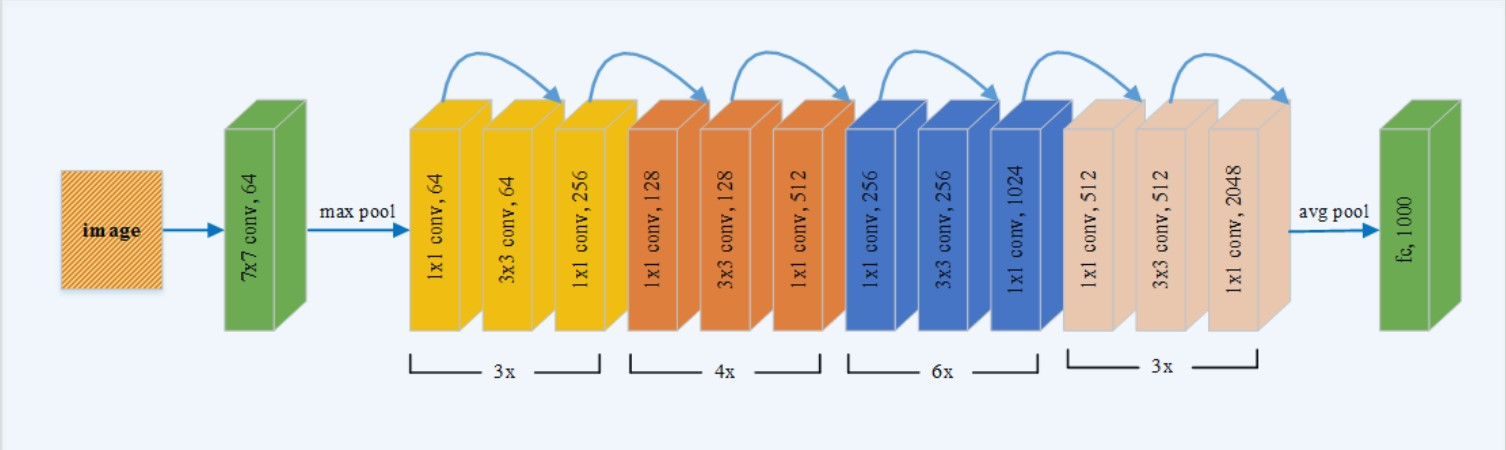 image
7x7 conv, 64
max pool
1x1 conv, 64
3x3 conv, 64
1x1 conv, 256
1x1 conv, 128
3x3 conv, 128
1x1 conv, 512
1x1 conv, 256
3x3 conv, 256
1x1 conv, 1024
1x1 conv, 512
3x3 conv, 512
1x1 conv, 2048
avg pool
fc, 1000
3x
4x
6x
3x